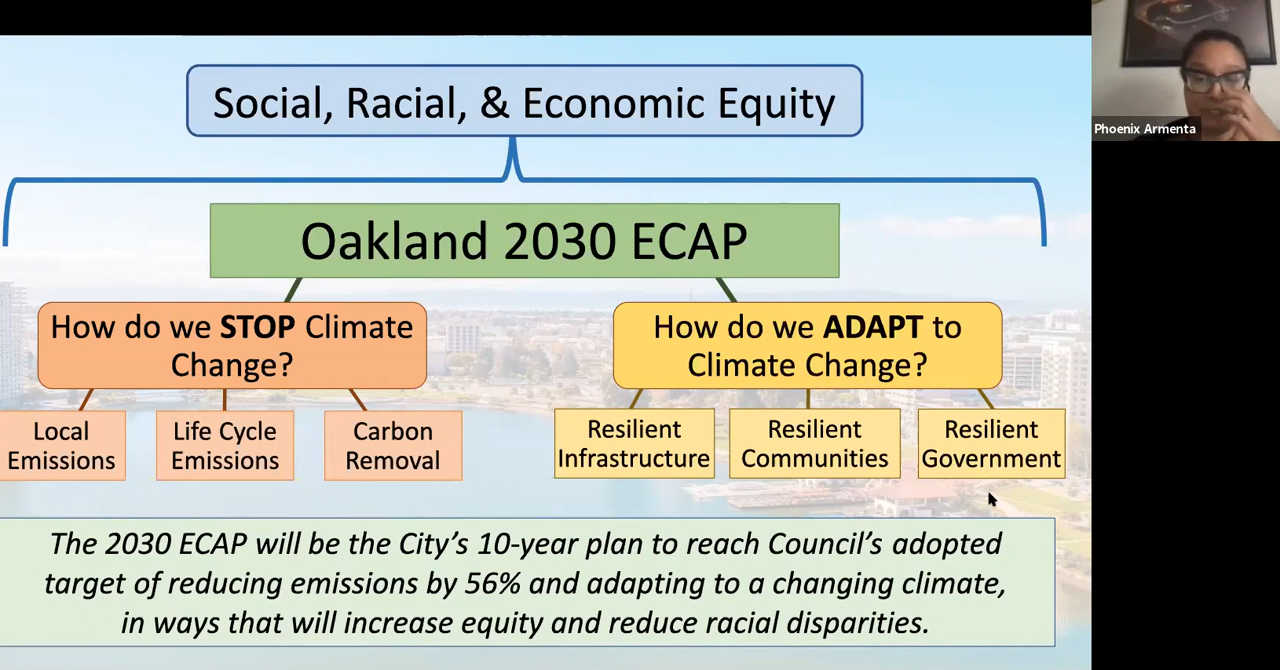 Social, Racial, & Economic Equity
Phoenix Armenta
Oakland 2030 ECAP
How do we STOP Climate
Change?
How do we ADAPT to
Climate Change?
Local
Emissions
Life Cycle
Emissions
Carbon
Removal
Resilient
Infrastructure
Resilient
Communities
Resilient
Government
The 2030 ECAP will be the City’s 10-year plan to reach Council’s adopted
target of reducing emissions by 56% and adapting to a changing climate,
in ways that will increase equity and reduce racial disparities.